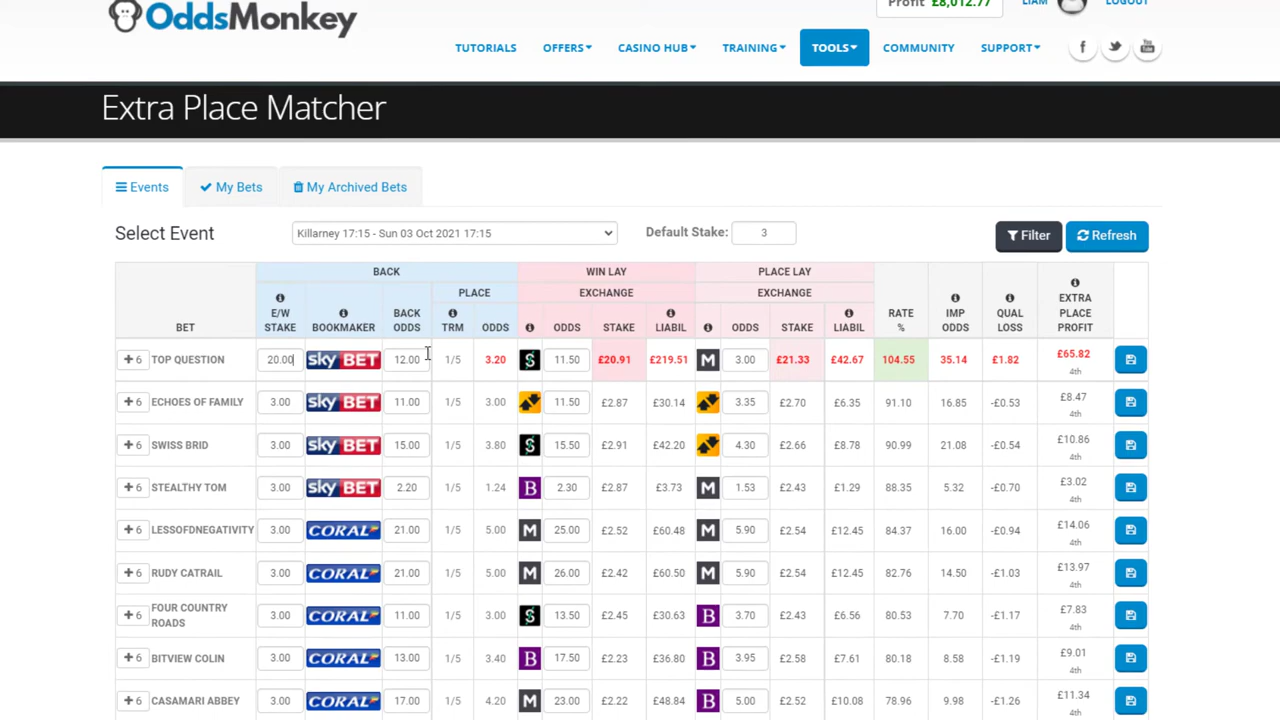 Profit £8,012.77 LIAM LOGOUT
OddsMonkey
TUTORIALS OFFERS CASINO HUB TRAINING TOOLS COMMUNITY SUPPORT
Extra Place Matcher
Events My Bets My Archived Bets
Select Event Killarney 17:15 - Sun 03 Oct 2021 17:15 Default Stake: 3 Filter Refresh
BACK WIN LAY PLACE LAY
PLACE EXCHANGE EXCHANGE
BET E/W STAKE BOOKMAKER BACK ODDS TRM ODDS ODDS STAKE LIABIL ODDS STAKE LIABIL RATE % IMP ODDS QUAL LOSS EXTRA PLACE PROFIT
+ 6 TOP QUESTION 20.00 sky BET 12.00 1/5 3.20 S 11.50 £20.91 £219.51 M 3.00 £21.33 £42.67 104.55 35.14 £1.82 £65.82 4th
+ 6 ECHOES OF FAMILY 3.00 sky BET 11.00 1/5 3.00 11.50 £2.87 £30.14 3.35 £2.70 £6.35 91.10 16.85 -£0.53 £8.47 4th
+ 6 SWISS BRID 3.00 sky BET 15.00 1/5 3.80 S 15.50 £2.91 £42.20 4.30 £2.66 £8.78 90.99 21.08 -£0.54 £10.86 4th
+ 6 STEALTHY TOM 3.00 sky BET 2.20 1/5 1.24 B 2.30 £2.87 £3.73 M 1.53 £2.43 £1.29 88.35 5.32 -£0.70 £3.02 4th
+ 6 LESSOFDNEGATIVITY 3.00 CORAL 21.00 1/5 5.00 M 25.00 £2.52 £60.48 M 5.90 £2.54 £12.45 84.37 16.00 -£0.94 £14.06 4th
+ 6 RUDY CATRAIL 3.00 CORAL 21.00 1/5 5.00 M 26.00 £2.42 £60.50 M 5.90 £2.54 £12.45 82.76 14.50 -£1.03 £13.97 4th
+ 6 FOUR COUNTRY ROADS 3.00 CORAL 11.00 1/5 3.00 S 13.50 £2.45 £30.63 B 3.70 £2.43 £6.56 80.53 7.70 -£1.17 £7.83 4th
+ 6 BITVIEW COLIN 3.00 CORAL 13.00 1/5 3.40 B 17.50 £2.23 £36.80 B 3.95 £2.58 £7.61 80.18 8.58 -£1.19 £9.01 4th
+ 6 CASAMARI ABBEY 3.00 CORAL 17.00 1/5 4.20 M 23.00 £2.22 £48.84 B 5.00 £2.52 £10.08 78.96 9.98 -£1.26 £11.34 4th